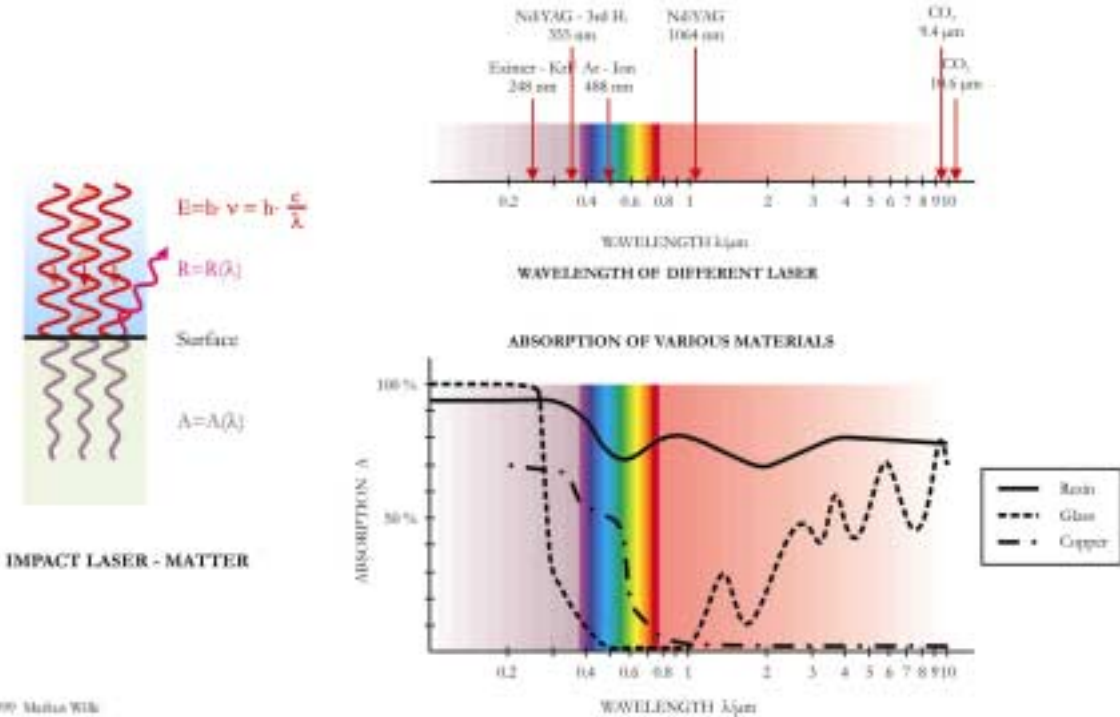 Nd/YAG - 3rd H.
355 nm
Nd/YAG
1064 nm
CO₂
9.4 µm
Exımer - KrF
248 nm
Ar - Ion
488 nm
CO₂
10.6 µm
0.2 0.4 0.6 0.8 1 2 3 4 5 6 7 8 9 10
WAVELENGTH λ/µm
WAVELENGTH OF DIFFERENT LASER
E=h· ν = h· c/λ
R=R(λ)
Surface
A=A(λ)
IMPACT LASER - MATTER
ABSORPTION OF VARIOUS MATERIALS
100 %
50 %
ABSORPTION A
0.2 0.4 0.6 0.8 1 2 3 4 5 6 7 8 9 10
WAVELENGTH λ/µm
Resin
Glass
Copper
Markus Wille